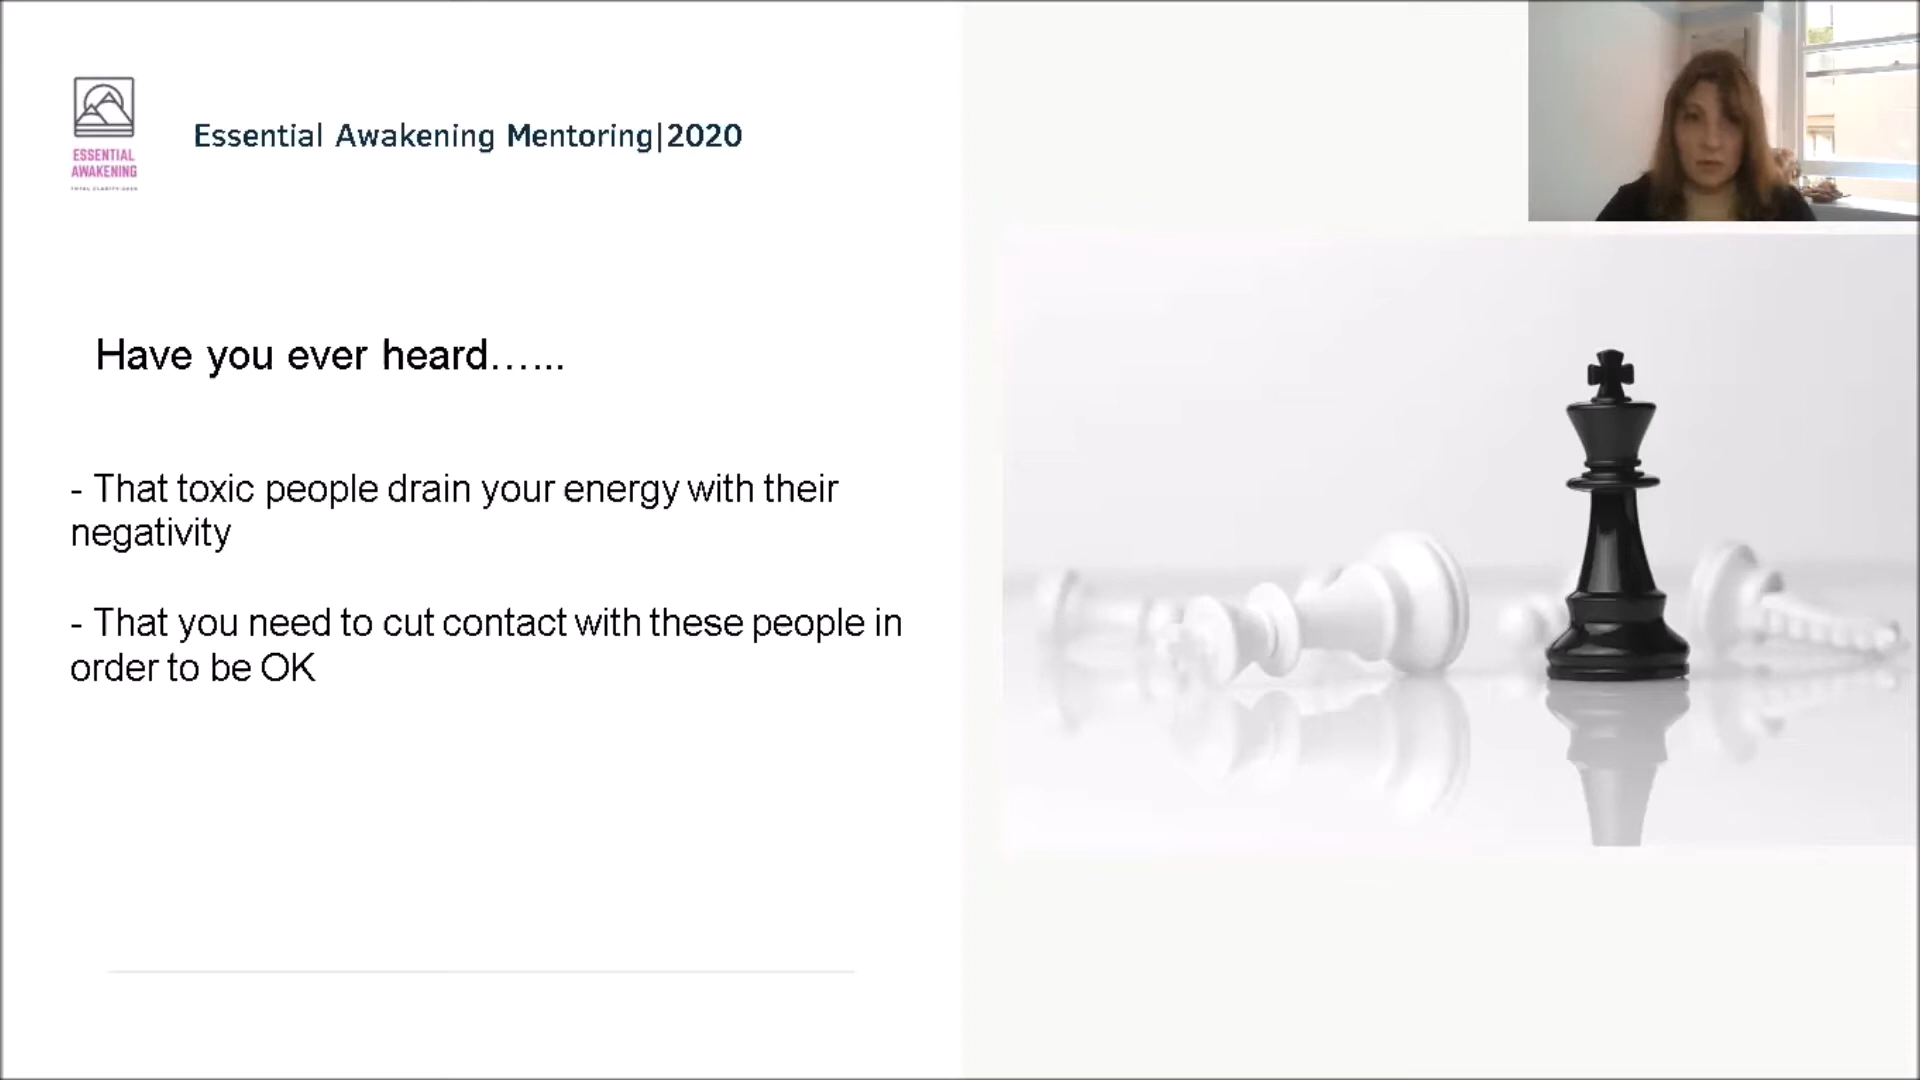 ESSENTIAL
AWAKENING
Essential Awakening Mentoring|2020
Have you ever heard…...
- That toxic people drain your energy with their
negativity
- That you need to cut contact with these people in
order to be OK